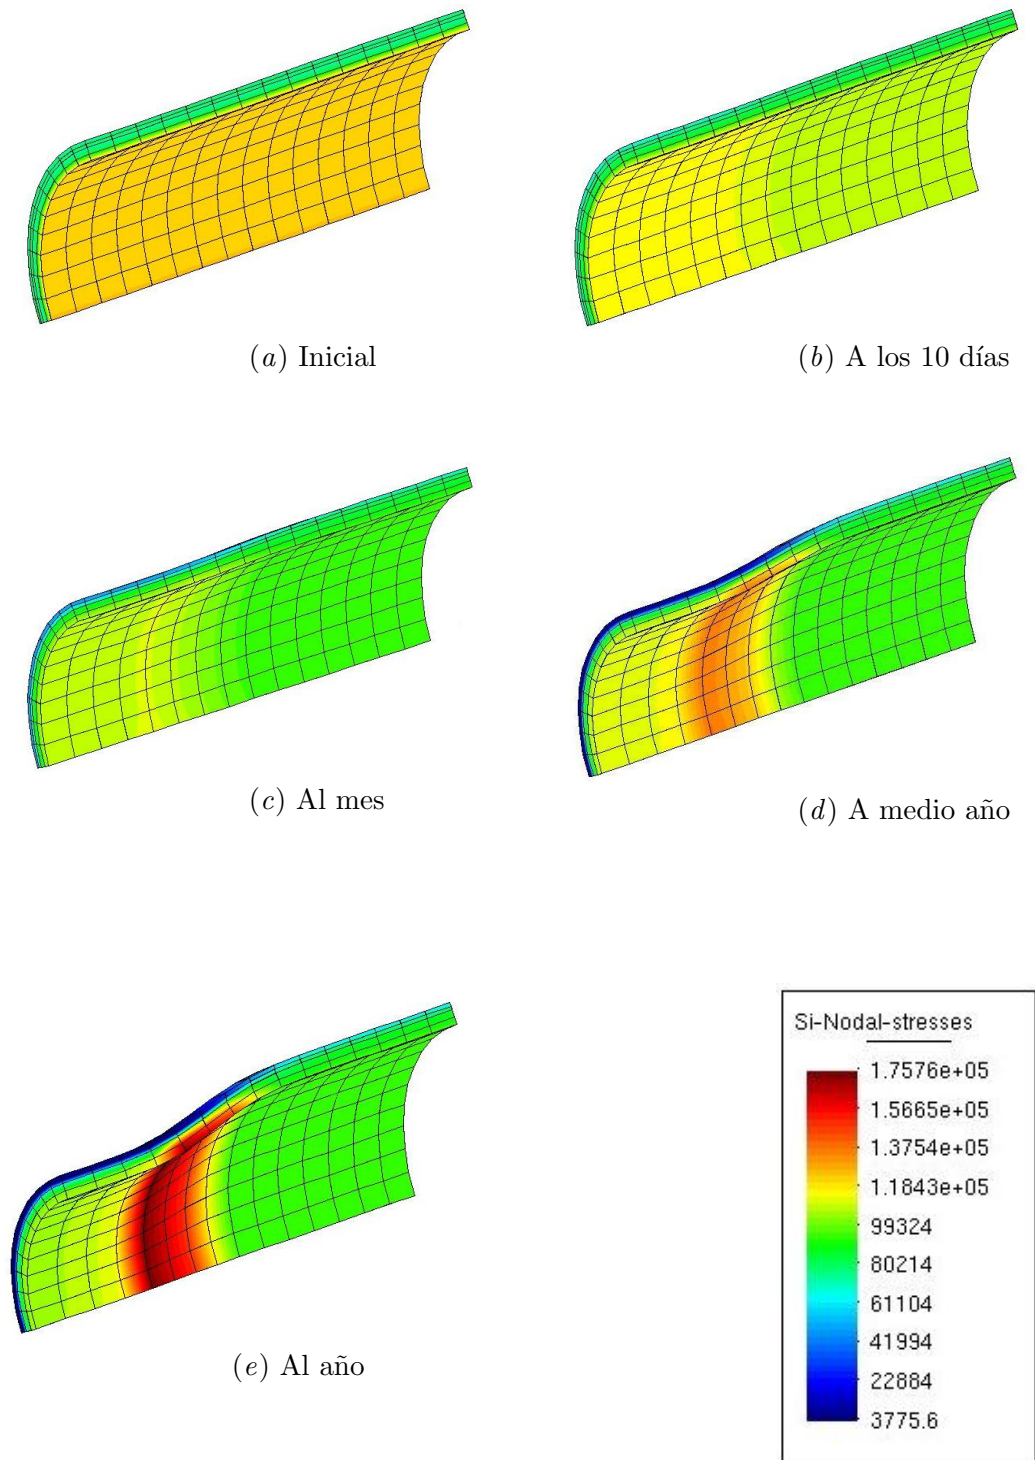 (a) Inicial
(b) A los 10 días
(c) Al mes
(d) A medio año
(e) Al año
Si-Nodal-stresses
1.7576e+05
1.5665e+05
1.3754e+05
1.1843e+05
99324
80214
61104
41994
22884
3775.6